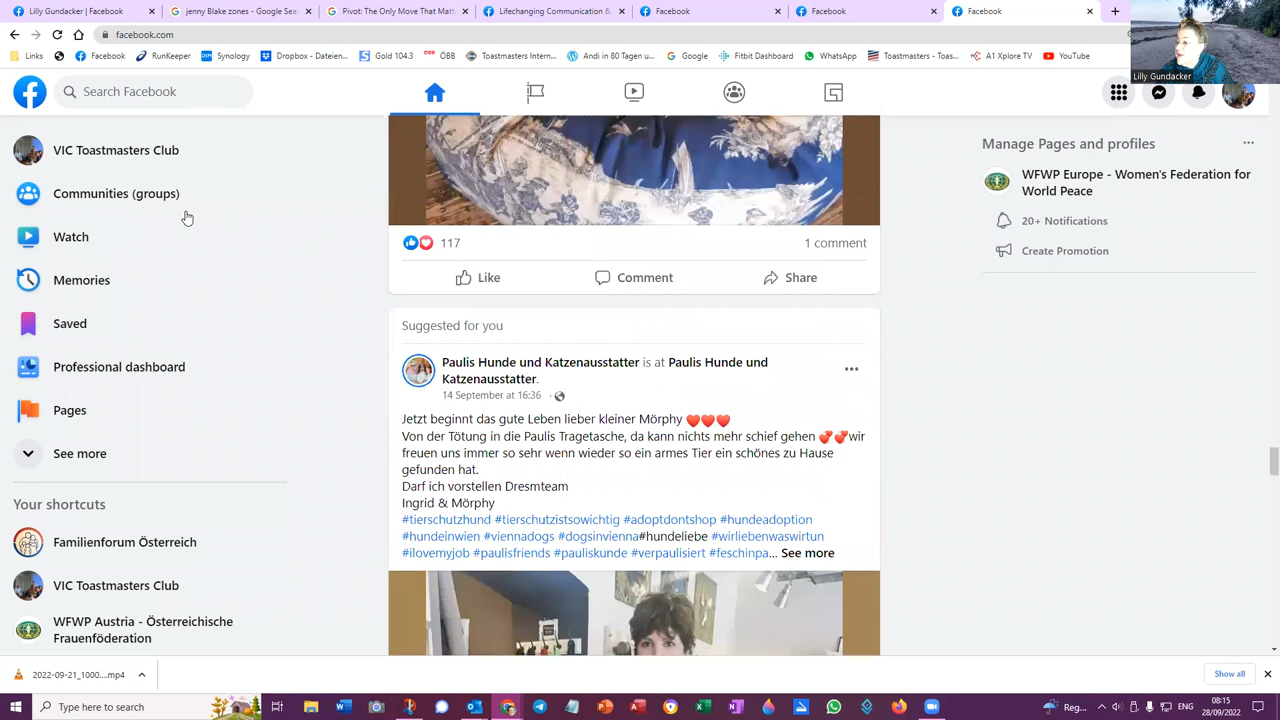 Lilly Gundacker | Facebook
jenny Blake zones - Google Sea
Pivot: The Only Move That Matt
Lifechanging Communication &
Facebook
Facebook
Facebook
facebook.com
Links
Facebook
RunKeeper
Synology
Dropbox - Dateien...
Gold 104.3
ÖBB
Toastmasters Intern...
Andi in 80 Tagen u...
Google
Fitbit Dashboard
WhatsApp
Toastmasters - Toas...
A1 Xplore TV
YouTube
Lilly Gundacker
Search Facebook
VIC Toastmasters Club
Communities (groups)
Watch
Memories
Saved
Professional dashboard
Pages
See more
Your shortcuts
Familienforum Österreich
VIC Toastmasters Club
WFWP Austria - Österreichische
Frauenföderation
117
1 comment
Like
Comment
Share
Suggested for you
Paulis Hunde und Katzenausstatter is at Paulis Hunde und
Katzenausstatter.
14 September at 16:36 ·
Jetzt beginnt das gute Leben lieber kleiner Mörphy ❤❤❤
Von der Tötung in die Paulis Tragetasche, da kann nichts mehr schief gehen 💕💕wir
freuen uns immer so sehr wenn wieder so ein armes Tier ein schönes zu Hause
gefunden hat.
Darf ich vorstellen Dresmteam
Ingrid & Mörphy
#tierschutzhund #tierschutzistsowichtig #adoptdontshop #hundeadoption
#hundeinwien #viennadogs #dogsinvienna#hundeliebe #wirliebenwaswirtun
#ilovemyjob #paulisfriends #pauliskunde #verpaulisiert #feschinpa... See more
Manage Pages and profiles
WFWP Europe - Women's Federation for
World Peace
20+ Notifications
Create Promotion
2022-09-21_1000....mp4
Show all
Type here to search
Reg...
ENG
08:15
28/09/2022